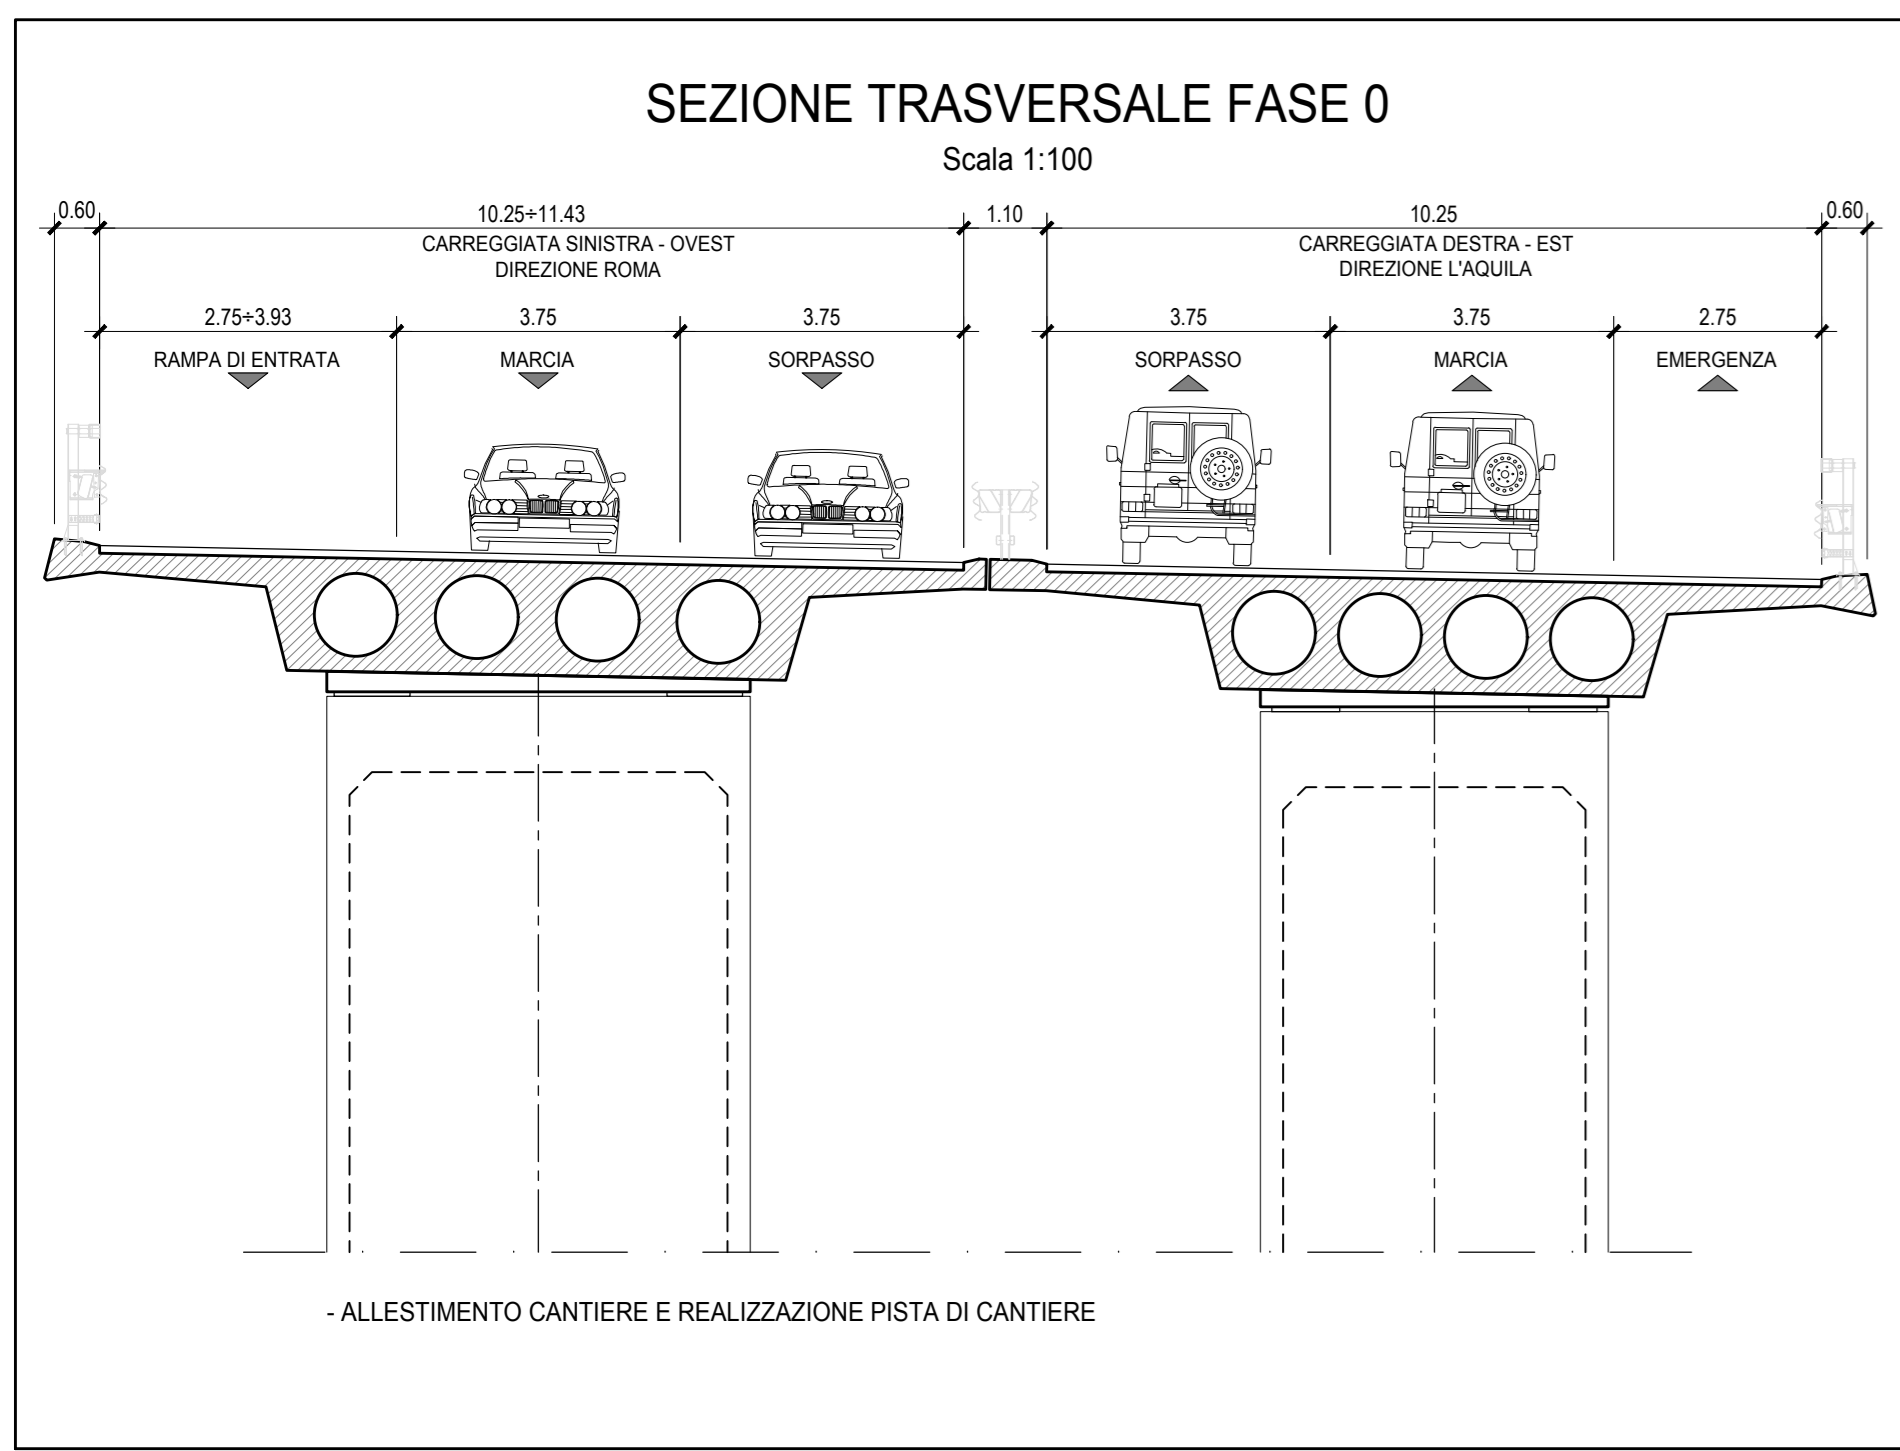 SEZIONE TRASVERSALE FASE 0
Scala 1:100
0.60
10.25÷11.43
1.10
10.25
0.60
CARREGGIATA SINISTRA - OVEST
DIREZIONE ROMA
CARREGGIATA DESTRA - EST
DIREZIONE L'AQUILA
2.75÷3.93
3.75
3.75
3.75
3.75
2.75
RAMPA DI ENTRATA
MARCIA
SORPASSO
SORPASSO
MARCIA
EMERGENZA
- ALLESTIMENTO CANTIERE E REALIZZAZIONE PISTA DI CANTIERE